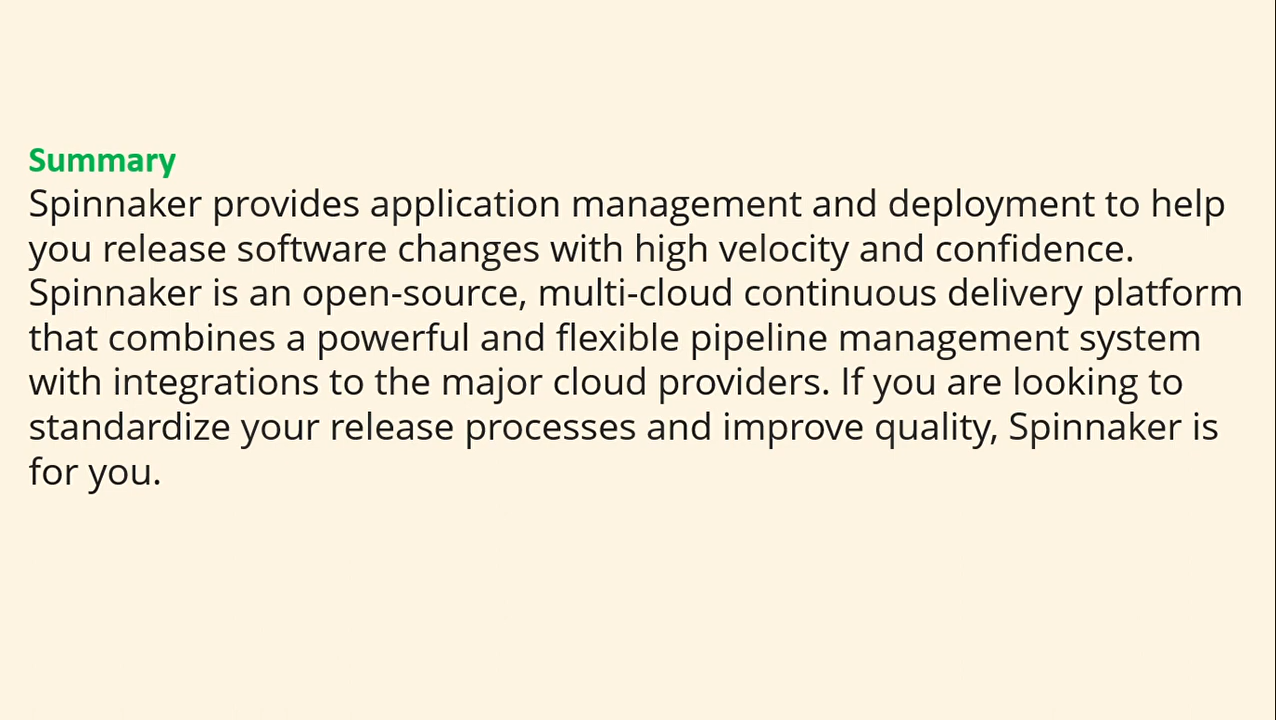 Summary
Spinnaker provides application management and deployment to help
you release software changes with high velocity and confidence.
Spinnaker is an open-source, multi-cloud continuous delivery platform
that combines a powerful and flexible pipeline management system
with integrations to the major cloud providers. If you are looking to
standardize your release processes and improve quality, Spinnaker is
for you.